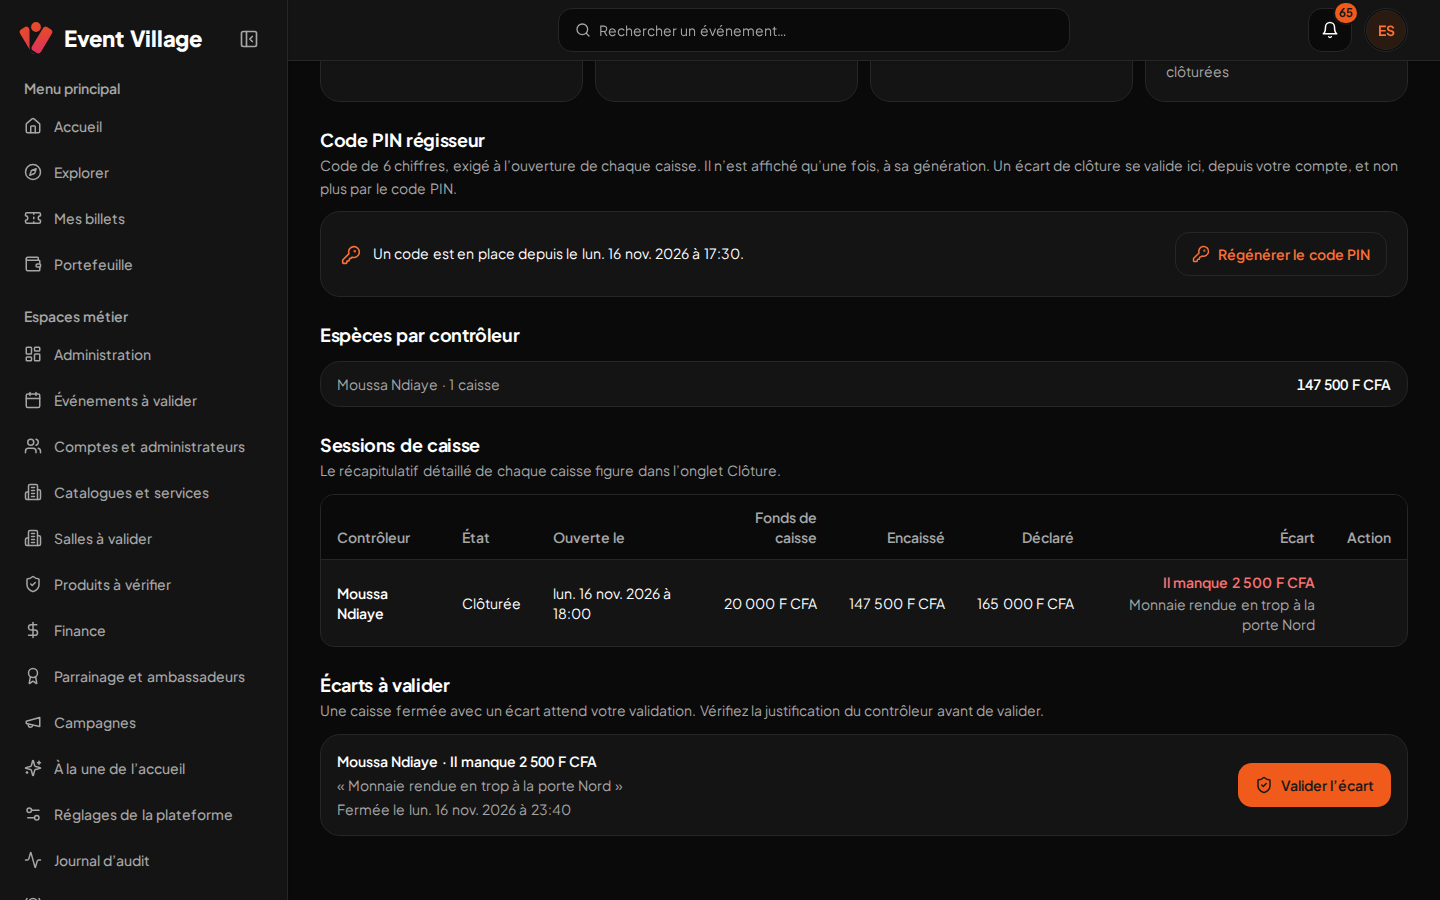 Event Village
Rechercher un événement…
65
ES
Menu principal
Accueil
Explorer
Mes billets
Portefeuille
Espaces métier
Administration
Événements à valider
Comptes et administrateurs
Catalogues et services
Salles à valider
Produits à vérifier
Finance
Parrainage et ambassadeurs
Campagnes
À la une de l’accueil
Réglages de la plateforme
Journal d’audit
clôturées
Code PIN régisseur
Code de 6 chiffres, exigé à l’ouverture de chaque caisse. Il n’est affiché qu’une fois, à sa génération. Un écart de clôture se valide ici, depuis votre compte, et non
plus par le code PIN.
Un code est en place depuis le lun. 16 nov. 2026 à 17:30.
Régénérer le code PIN
Espèces par contrôleur
Moussa Ndiaye · 1 caisse
147 500 F CFA
Sessions de caisse
Le récapitulatif détaillé de chaque caisse figure dans l’onglet Clôture.
Contrôleur État Ouverte le Fonds de caisse Encaissé Déclaré Écart Action
Moussa Ndiaye
Clôturée
lun. 16 nov. 2026 à 18:00
20 000 F CFA
147 500 F CFA
165 000 F CFA
Il manque 2 500 F CFA
Monnaie rendue en trop à la
porte Nord
Écarts à valider
Une caisse fermée avec un écart attend votre validation. Vérifiez la justification du contrôleur avant de valider.
Moussa Ndiaye · Il manque 2 500 F CFA
« Monnaie rendue en trop à la porte Nord »
Fermée le lun. 16 nov. 2026 à 23:40
Valider l’écart